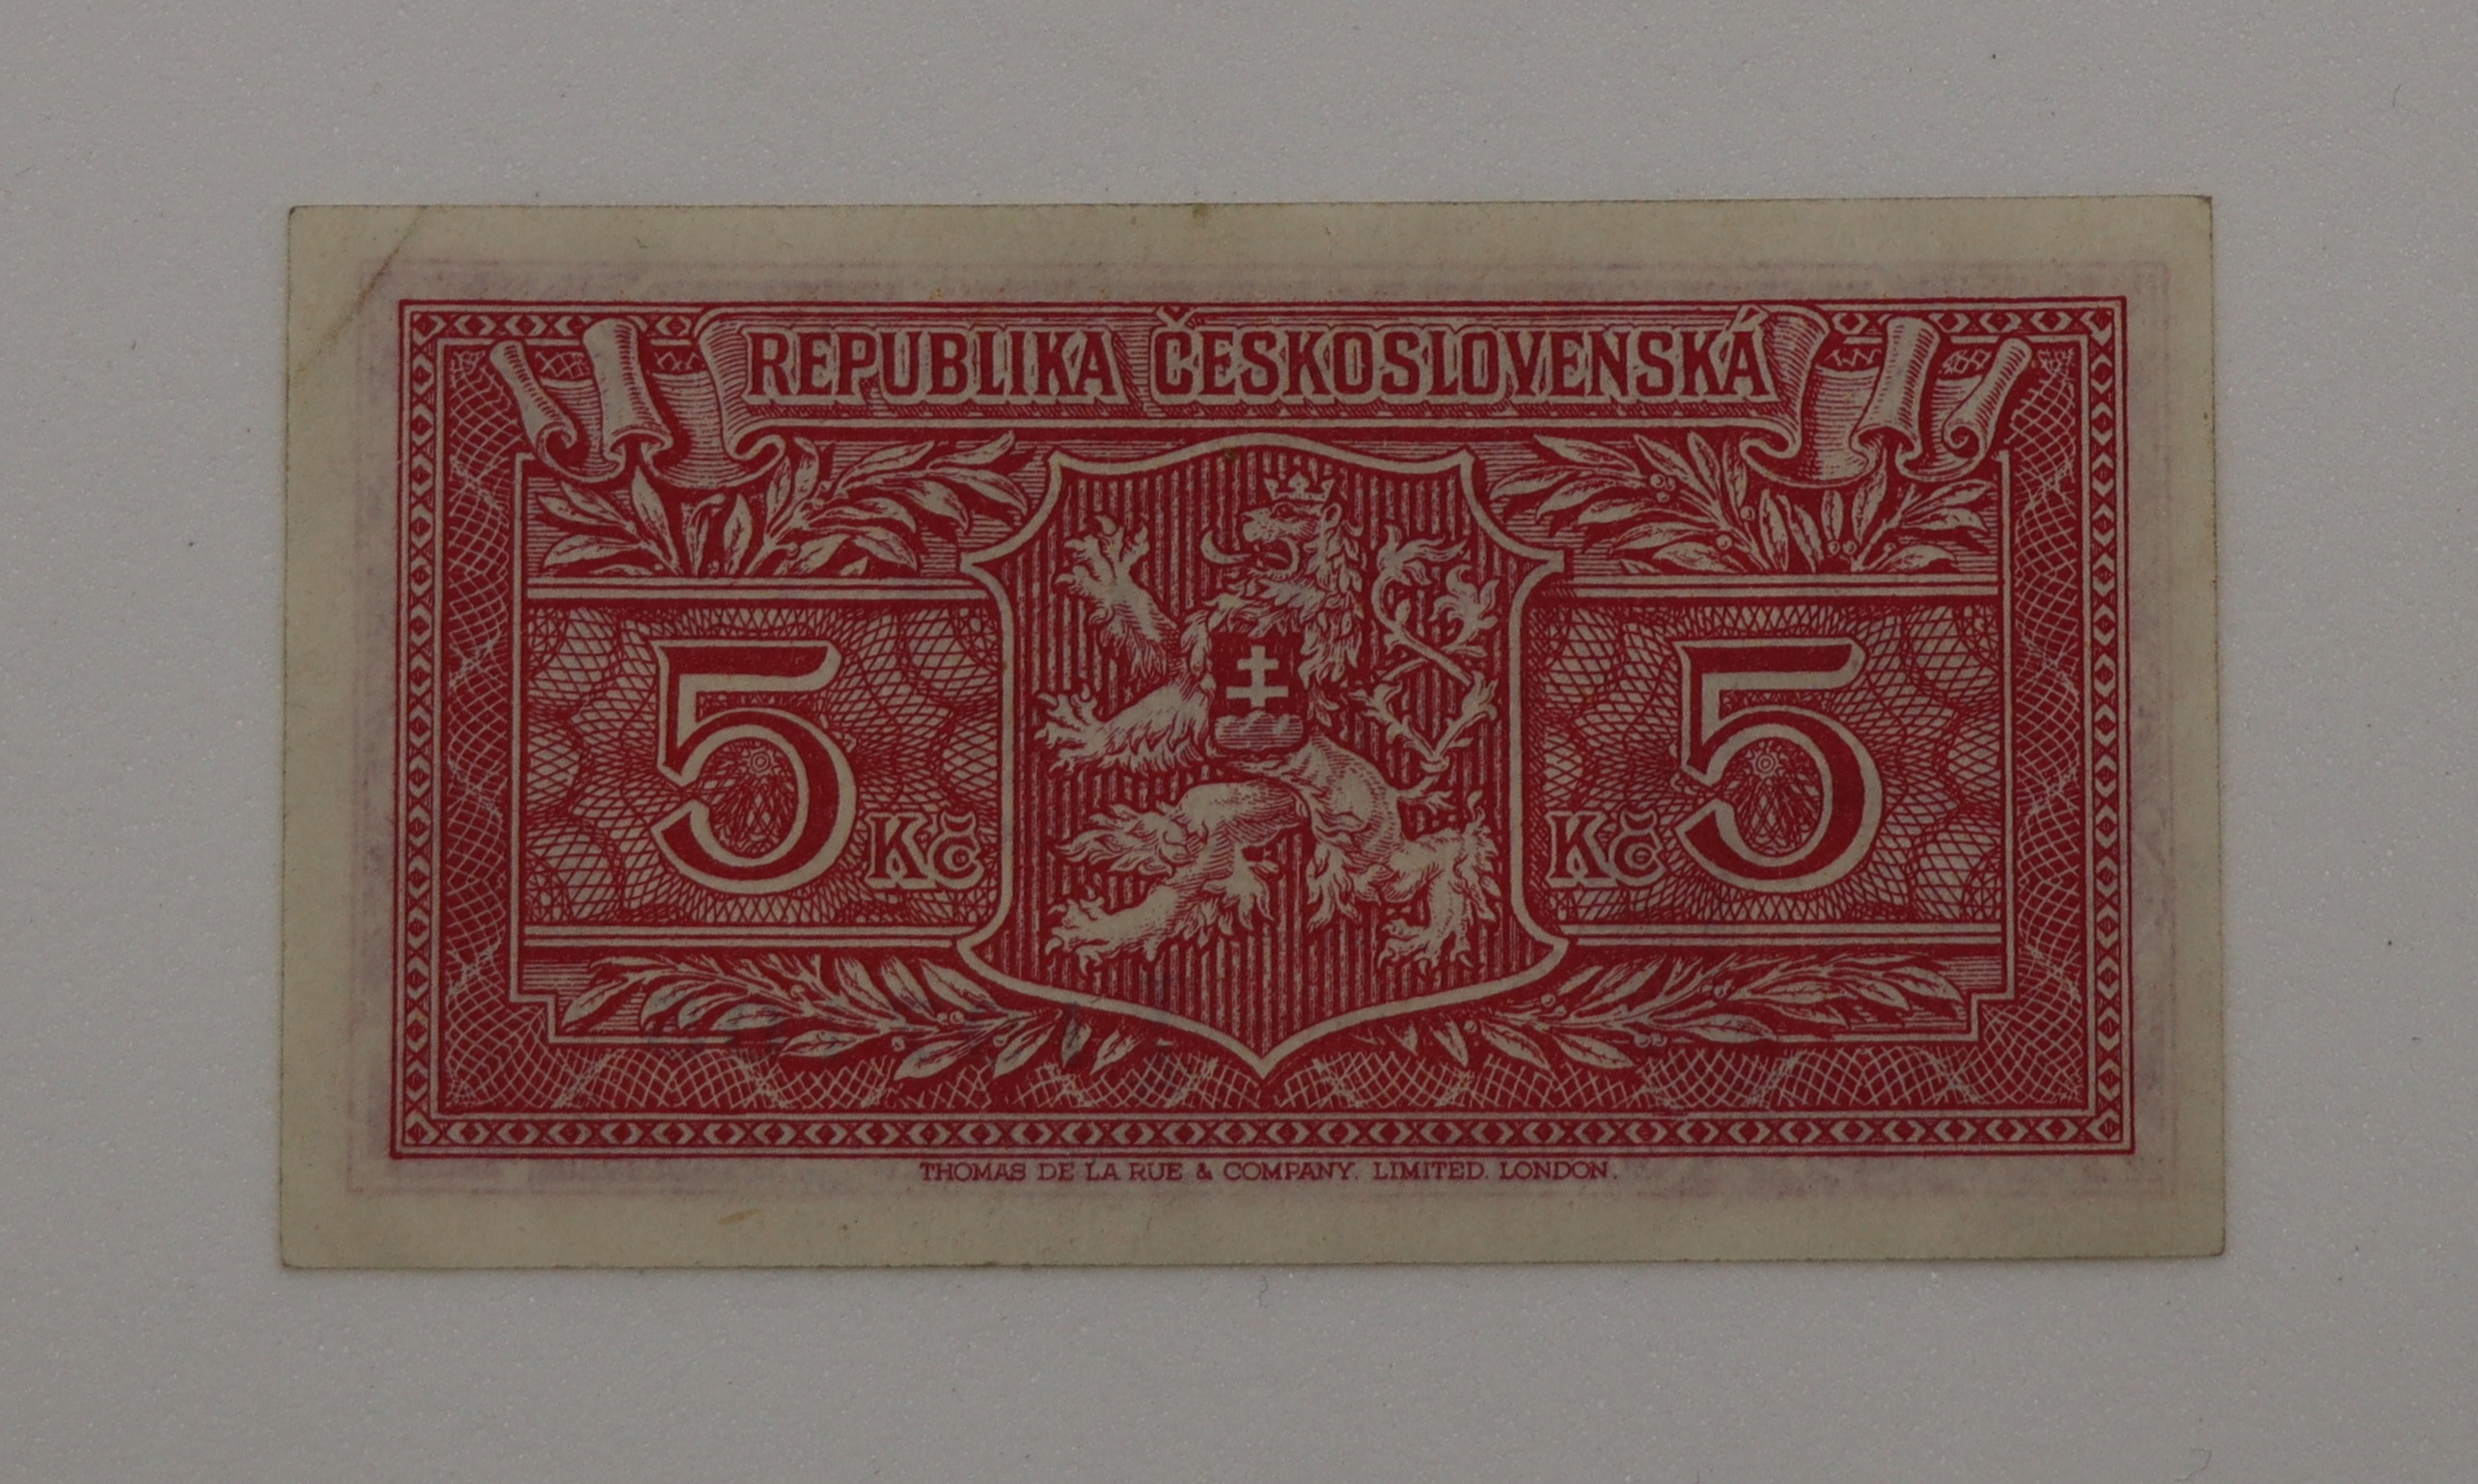 REPUBLIKA ČESKOSLOVENSKÁ
5 Kč
Kč 5
THOMAS DE LA RUE & COMPANY. LIMITED. LONDON.